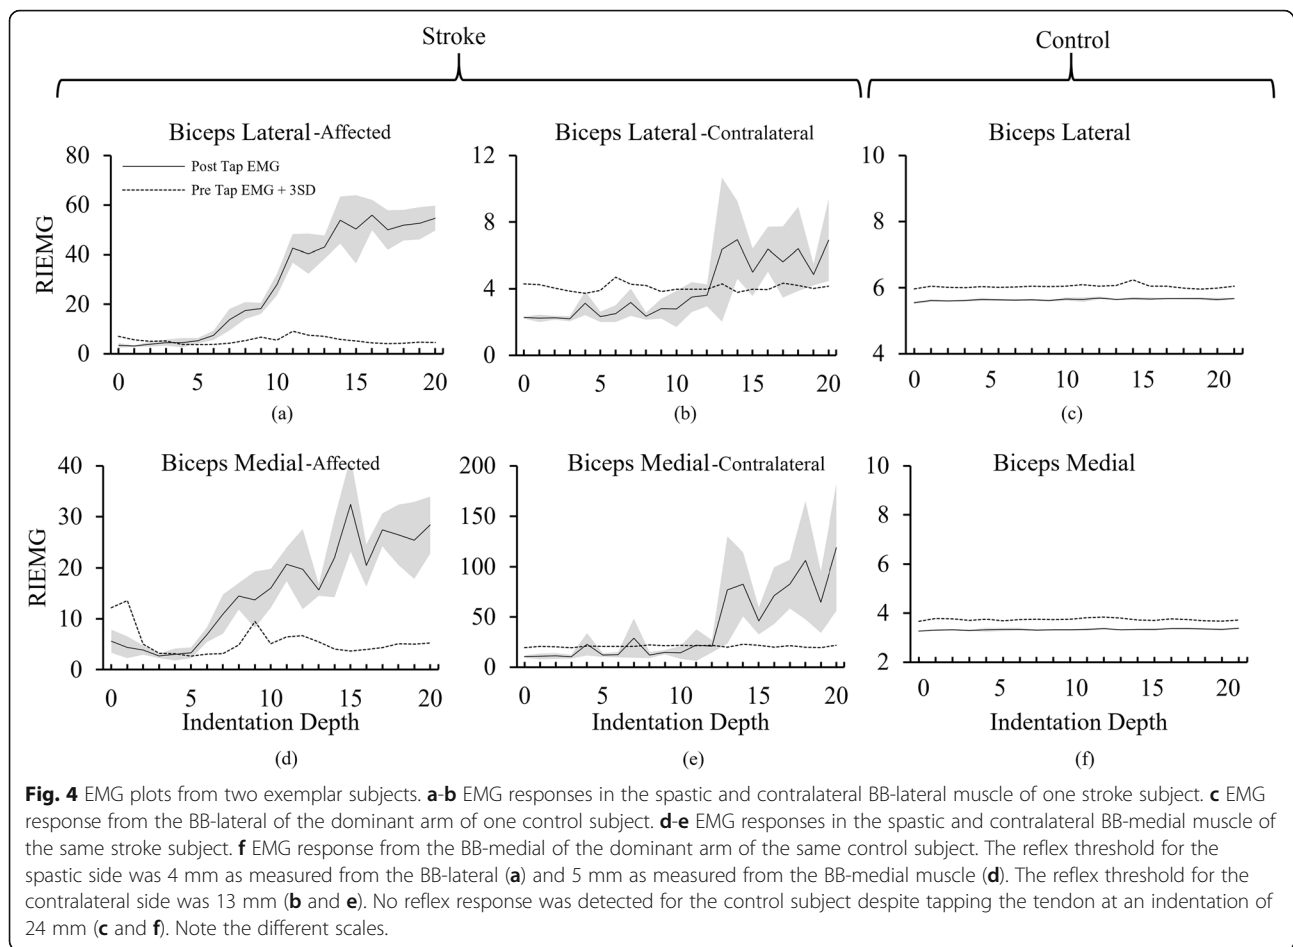 Stroke
Control
Biceps Lateral -Affected
Biceps Lateral -Contralateral
Biceps Lateral
80
60
40
20
0
RIEMG
Post Tap EMG
Pre Tap EMG + 3SD
0 5 10 15 20
(a)
12
8
4
0
0 5 10 15 20
(b)
10
8
6
4
0 5 10 15 20
(c)
Biceps Medial -Affected
Biceps Medial -Contralateral
Biceps Medial
40
30
20
10
0
RIEMG
0 5 10 15 20
Indentation Depth
(d)
200
150
100
50
0
0 5 10 15 20
Indentation Depth
(e)
10
8
6
4
2
0 5 10 15 20
Indentation Depth
(f)
Fig. 4 EMG plots from two exemplar subjects. a-b EMG responses in the spastic and contralateral BB-lateral muscle of one stroke subject. c EMG
response from the BB-lateral of the dominant arm of one control subject. d-e EMG responses in the spastic and contralateral BB-medial muscle of
the same stroke subject. f EMG response from the BB-medial of the dominant arm of the same control subject. The reflex threshold for the
spastic side was 4 mm as measured from the BB-lateral (a) and 5 mm as measured from the BB-medial muscle (d). The reflex threshold for the
contralateral side was 13 mm (b and e). No reflex response was detected for the control subject despite tapping the tendon at an indentation of
24 mm (c and f). Note the different scales.